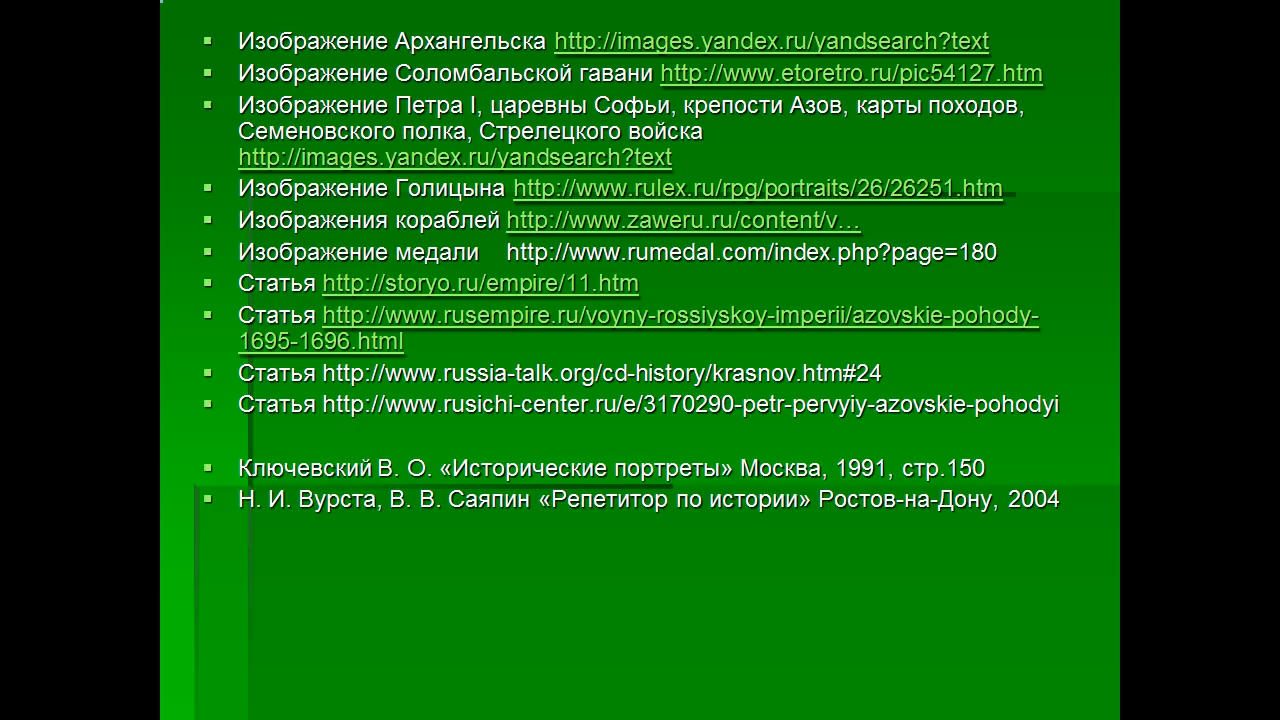 Изображение Архангельска http://images.yandex.ru/yandsearch?text
Изображение Соломбальской гавани http://www.etoretro.ru/pic54127.htm
Изображение Петра I, царевны Софьи, крепости Азов, карты походов,
Семеновского полка, Стрелецкого войска
http://images.yandex.ru/yandsearch?text
Изображение Голицына http://www.rulex.ru/rpg/portraits/26/26251.htm
Изображения кораблей http://www.zaweru.ru/content/v…
Изображение медали http://www.rumedal.com/index.php?page=180
Статья http://storyo.ru/empire/11.htm
Статья http://www.rusempire.ru/voyny-rossiyskoy-imperii/azovskie-pohody-
1695-1696.html
Статья http://www.russia-talk.org/cd-history/krasnov.htm#24
Статья http://www.rusichi-center.ru/e/3170290-petr-pervyiy-azovskie-pohodyi
Ключевский В. О. «Исторические портреты» Москва, 1991, стр.150
Н. И. Вурста, В. В. Саяпин «Репетитор по истории» Ростов-на-Дону, 2004